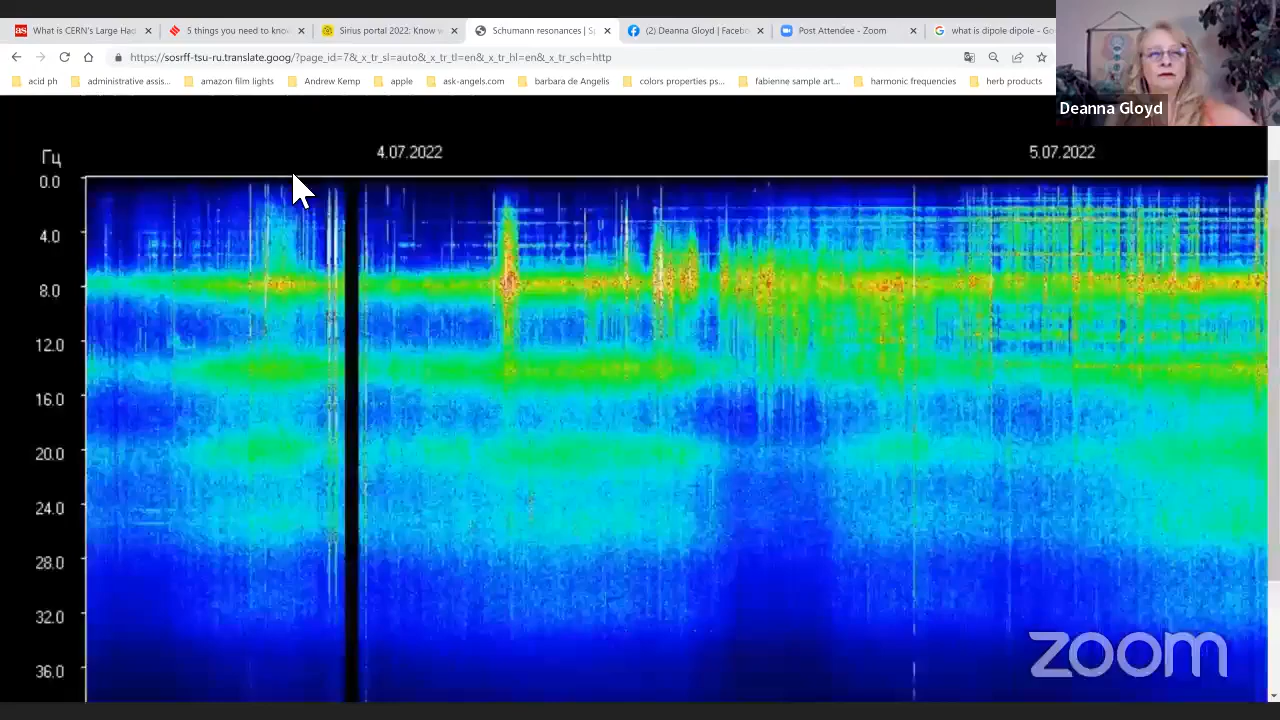 What is CERN's Large Had
5 things you need to kno
Sirius portal 2022: Know w
Schumann resonances | S
(2) Deanna Gloyd | Faceb
Post Attendee - Zoom
what is dipole dipole - Go
https://sosrff-tsu-ru.translate.goog/?page_id=7&_x_tr_sl=auto&_x_tr_tl=en&_x_tr_hl=en&_x_tr_sch=http
acid ph
administrative assis...
amazon film lights
Andrew Kemp
apple
ask-angels.com
barbara de Angelis
colors properties ps...
fabienne sample art...
harmonic frequencies
herb products
Deanna Gloyd
4.07.2022
5.07.2022
Гц
0.0
4.0
8.0
12.0
16.0
20.0
24.0
28.0
32.0
36.0
zoom